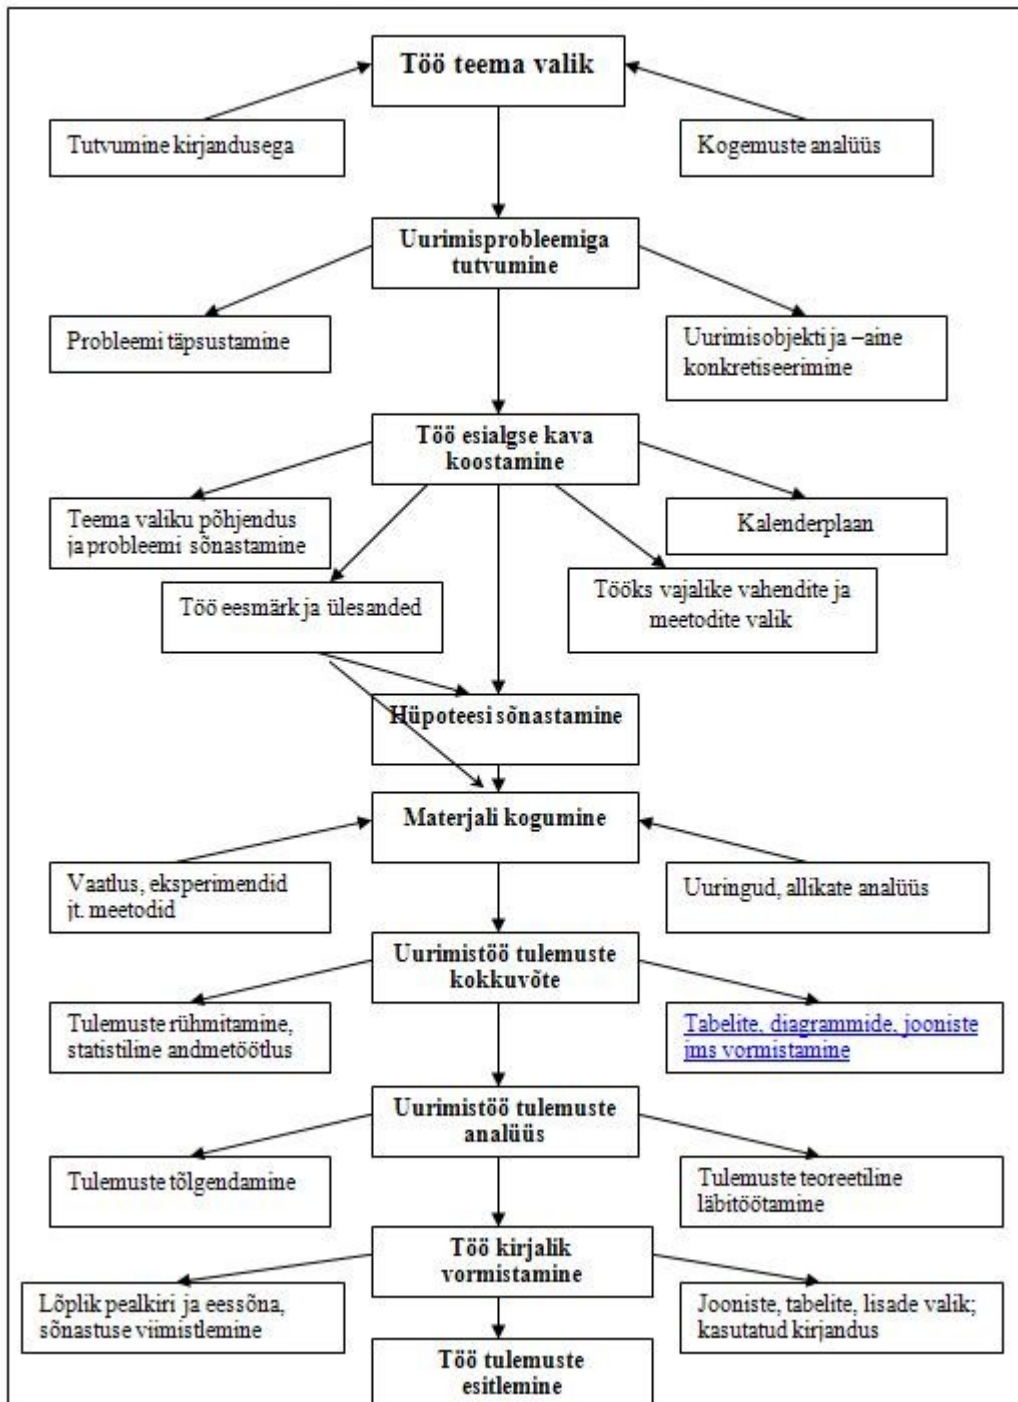 Töö teema valik
Tutvumine kirjandusega
Kogemuste analüüs
Uurimisprobleemiga
tutvumine
Probleemi täpsustamine
Uurimisobjekti ja –aine
konkretiseerimine
Töö esialgse kava
koostamine
Teema valiku põhjendus
ja probleemi sõnastamine
Kalenderplaan
Töö eesmärk ja ülesanded
Tööks vajalike vahendite ja
meetodite valik
Hüpoteesi sõnastamine
Materjali kogumine
Vaatlus, eksperimendid
jt. meetodid
Uuringud, allikate analüüs
Uurimistöö tulemuste
kokkuvõte
Tulemuste rühmitamine,
statistiline andmetöötlus
Tabelite, diagrammide, jooniste
jms vormistamine
Uurimistöö tulemuste
analüüs
Tulemuste tõlgendamine
Tulemuste teoreetiline
läbitöötamine
Töö kirjalik
vormistamine
Lõplik pealkiri ja eessõna,
sõnastuse viimistlemine
Jooniste, tabelite, lisade valik;
kasutatud kirjandus
Töö tulemuste
esitlemine